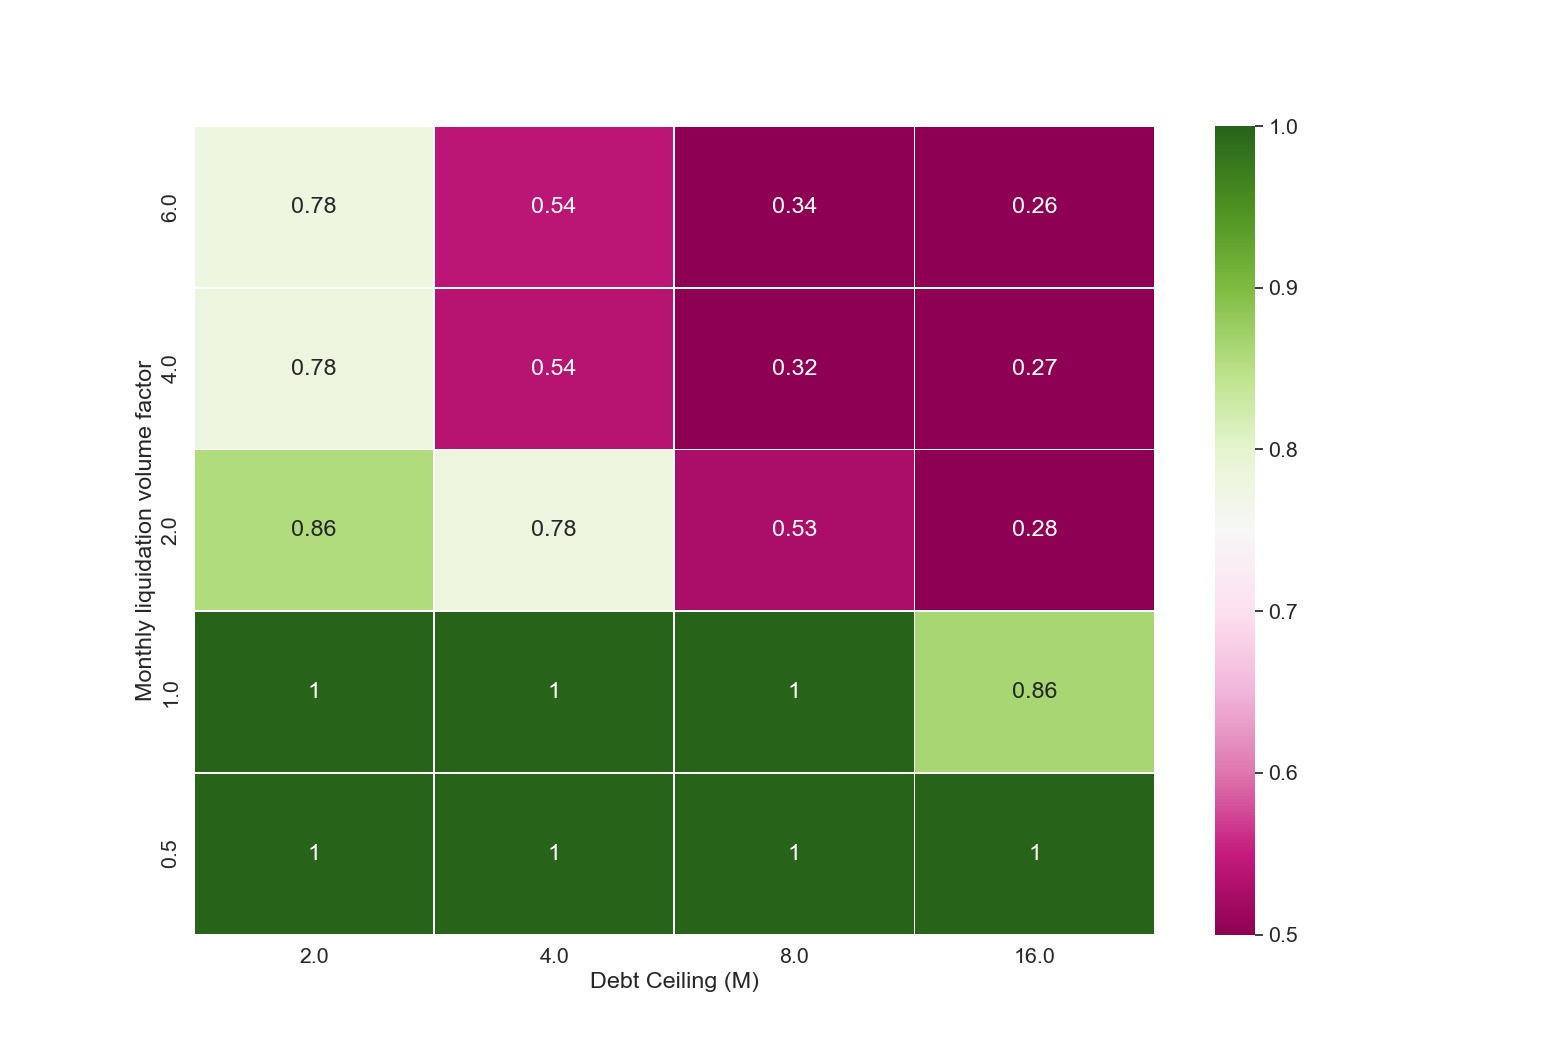 Monthly liquidation volume factor
6.0 0.78 0.54 0.34 0.26
4.0 0.78 0.54 0.32 0.27
2.0 0.86 0.78 0.53 0.28
1.0 1 1 1 0.86
0.5 1 1 1 1
2.0 4.0 8.0 16.0
Debt Ceiling (M)
1.0
0.9
0.8
0.7
0.6
0.5